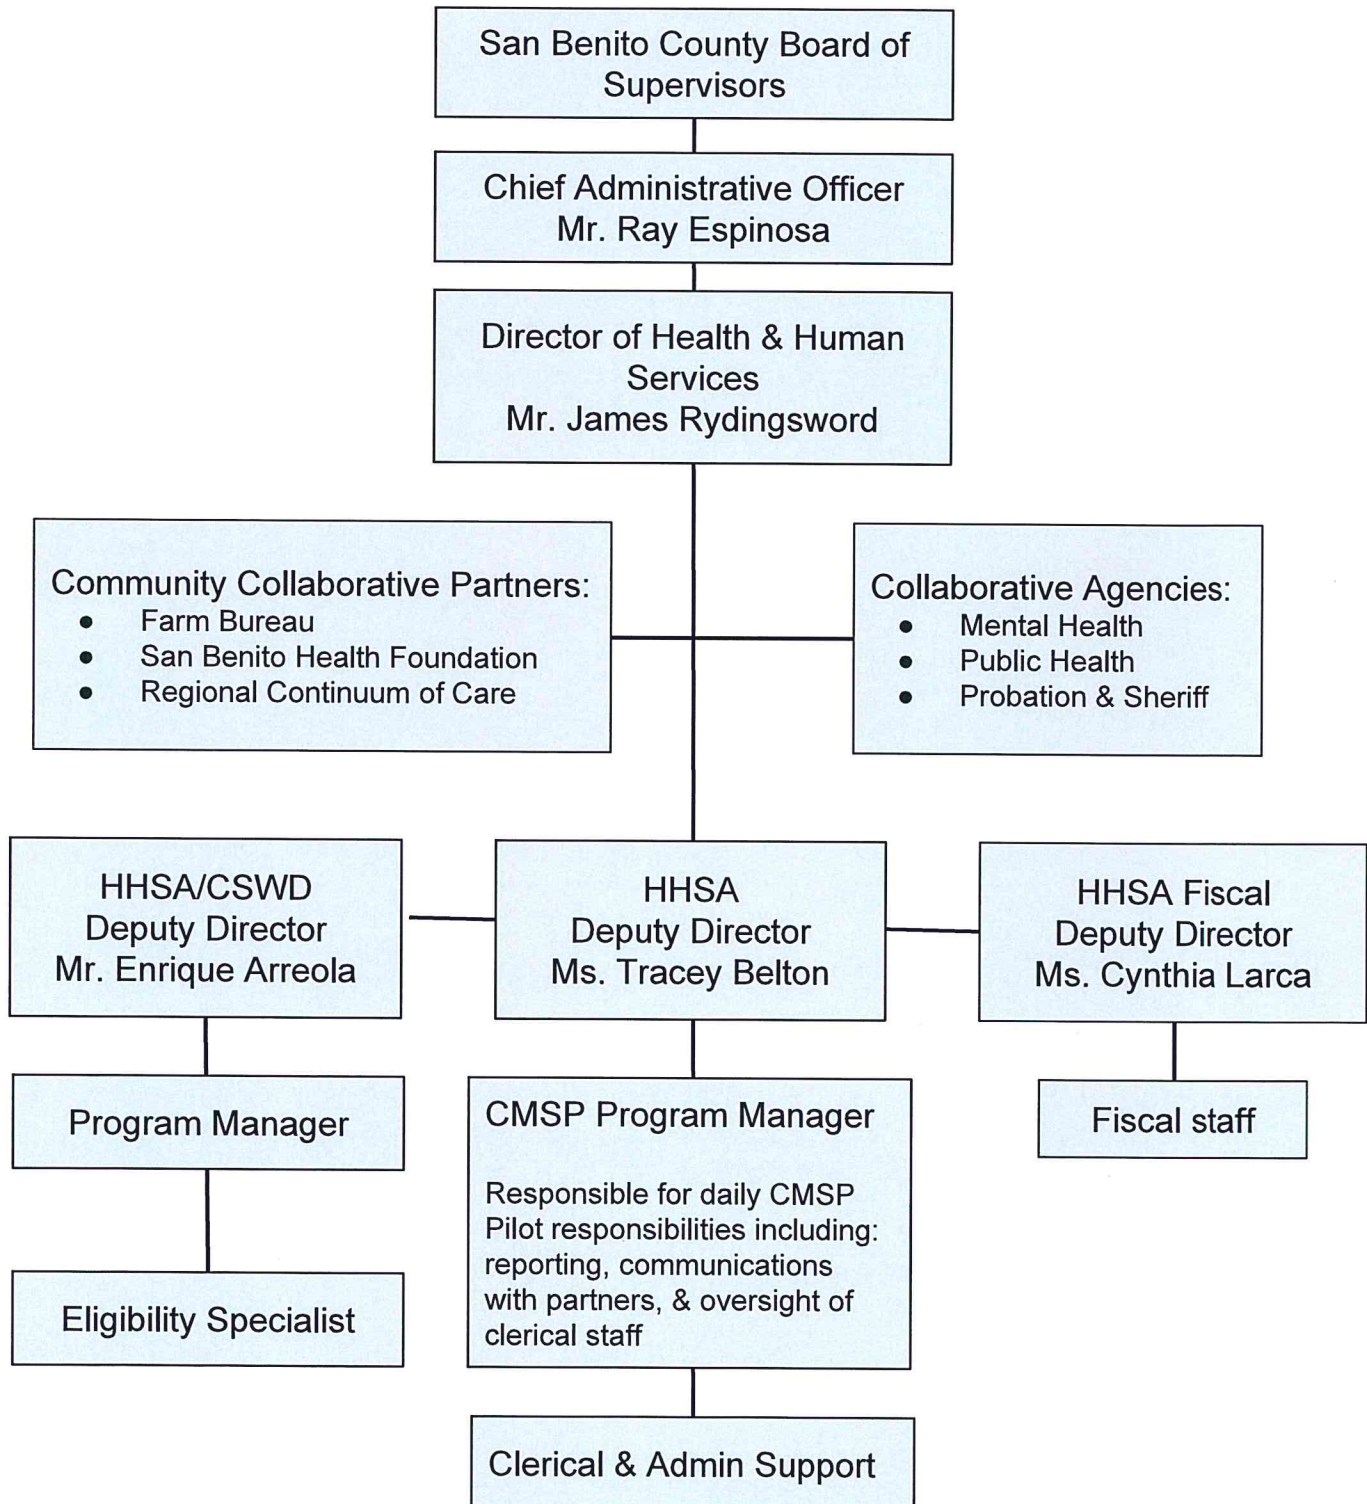 San Benito County Board of
Supervisors
Chief Administrative Officer
Mr. Ray Espinosa
Director of Health & Human
Services
Mr. James Rydingsword
Community Collaborative Partners:
● Farm Bureau
● San Benito Health Foundation
● Regional Continuum of Care
Collaborative Agencies:
● Mental Health
● Public Health
● Probation & Sheriff
HHSA/CSWD
Deputy Director
Mr. Enrique Arreola
HHSA
Deputy Director
Ms. Tracey Belton
HHSA Fiscal
Deputy Director
Ms. Cynthia Larca
Program Manager
CMSP Program Manager
Responsible for daily CMSP
Pilot responsibilities including:
reporting, communications
with partners, & oversight of
clerical staff
Fiscal staff
Eligibility Specialist
Clerical & Admin Support